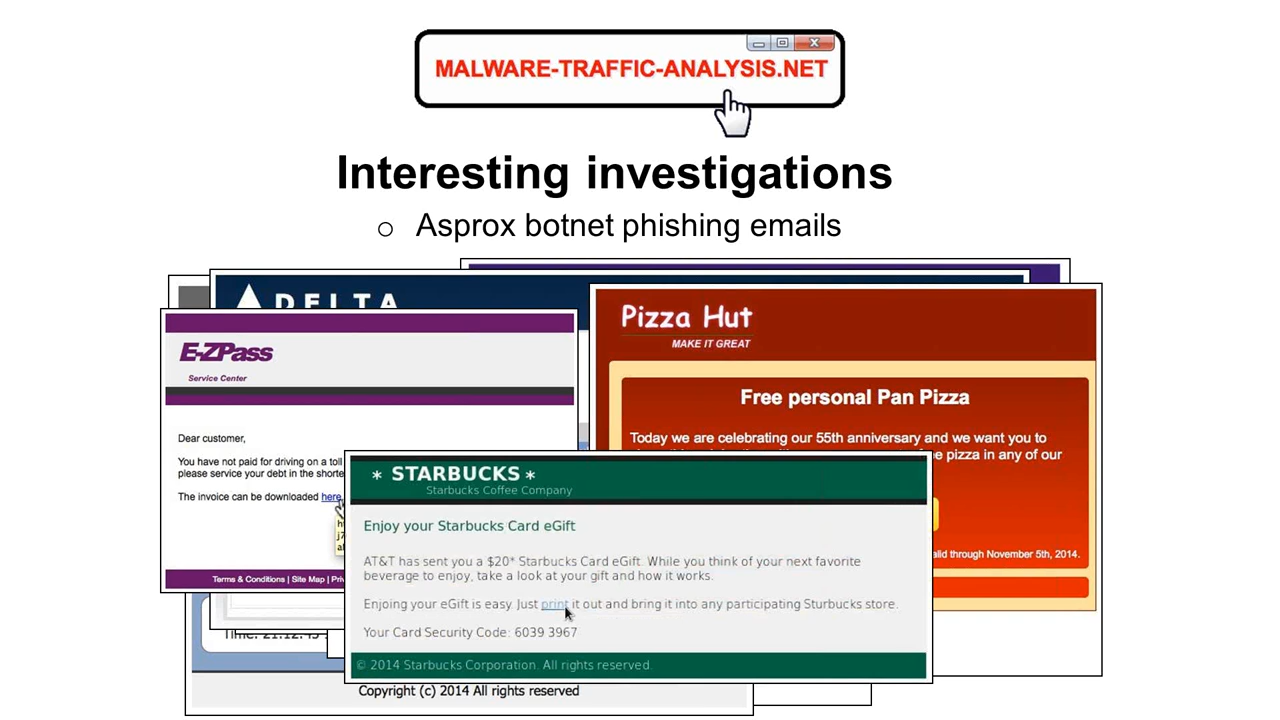 MALWARE-TRAFFIC-ANALYSIS.NET
Interesting investigations
o Asprox botnet phishing emails
DELTA
E-ZPass
Service Center
Dear customer,
You have not paid for driving on a toll
please service your debt in the
The invoice can be downloaded here
Terms & Conditions | Site Map |
Pizza Hut
MAKE IT GREAT
Free personal Pan Pizza
Today we are celebrating our 55th anniversary and we want you to
pizza in any of our
through November 5th, 2014.
* STARBUCKS *
Starbucks Coffee Company
Enjoy your Starbucks Card eGift
AT&T has sent you a $20* Starbucks Card eGift. While you think of your next favorite
beverage to enjoy, take a look at your gift and how it works.
Enjoing your eGift is easy. Just print it out and bring it into any participating Sturbucks store.
Your Card Security Code: 6039 3967
© 2014 Starbucks Corporation. All rights reserved.
Copyright (c) 2014 All rights reserved